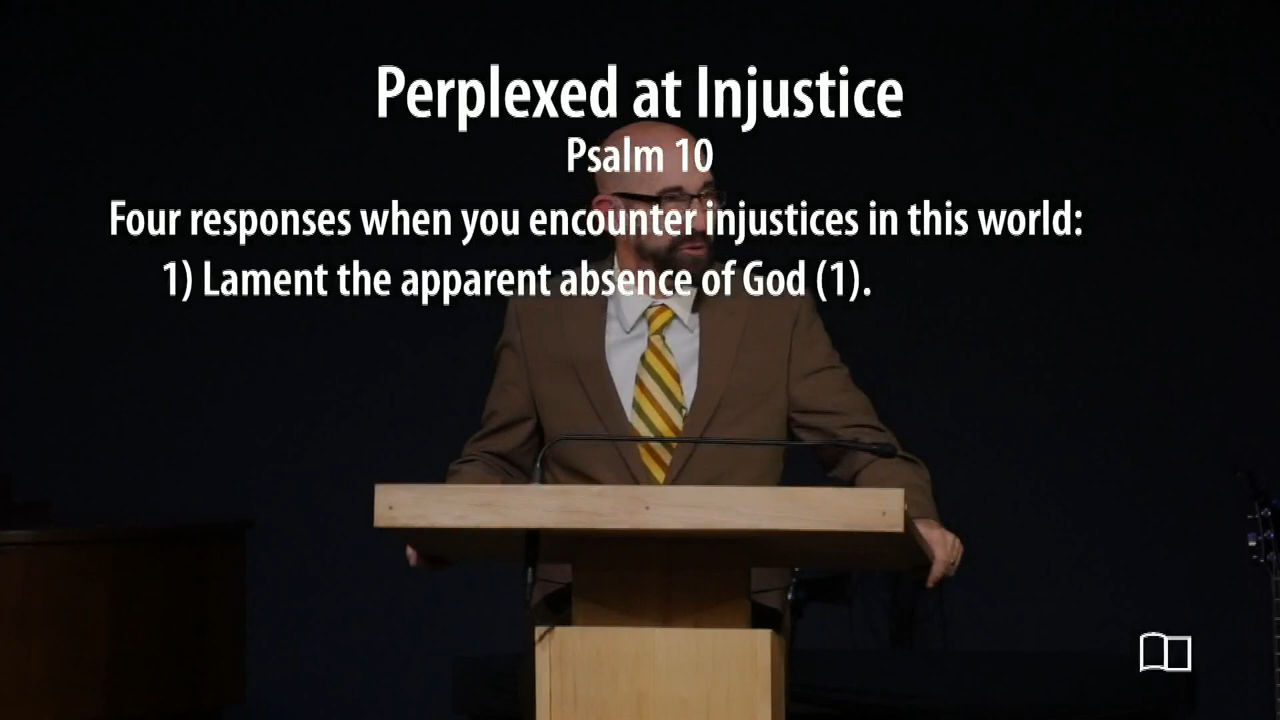 Perplexed at Injustice
Psalm 10
Four responses when you encounter injustices in this world:
1) Lament the apparent absence of God (1).